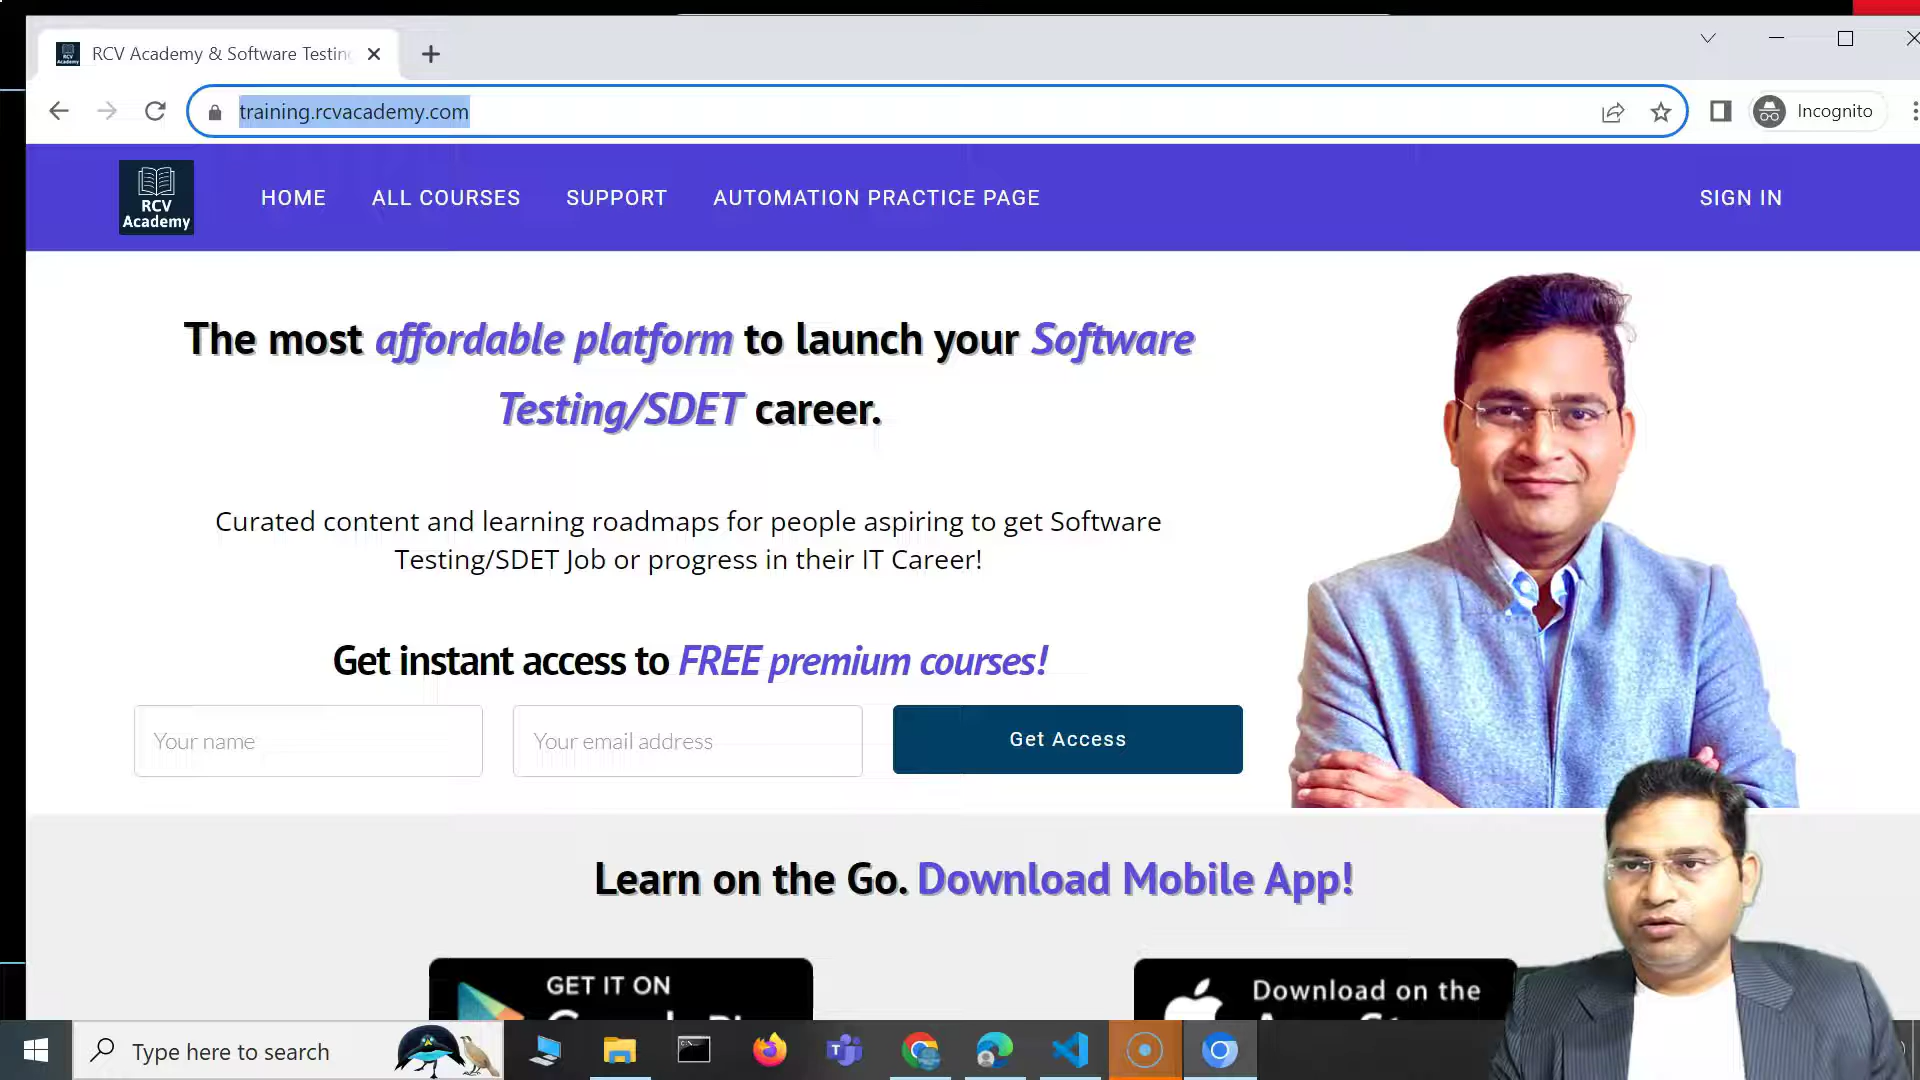 RCV Academy & Software Testing
training.rcvacademy.com
Incognito
RCV
Academy
HOME
ALL COURSES
SUPPORT
AUTOMATION PRACTICE PAGE
SIGN IN
The most affordable platform to launch your Software
Testing/SDET career.
Curated content and learning roadmaps for people aspiring to get Software
Testing/SDET Job or progress in their IT Career!
Get instant access to FREE premium courses!
Your name
Your email address
Get Access
Learn on the Go. Download Mobile App!
GET IT ON
Download on the
Type here to search